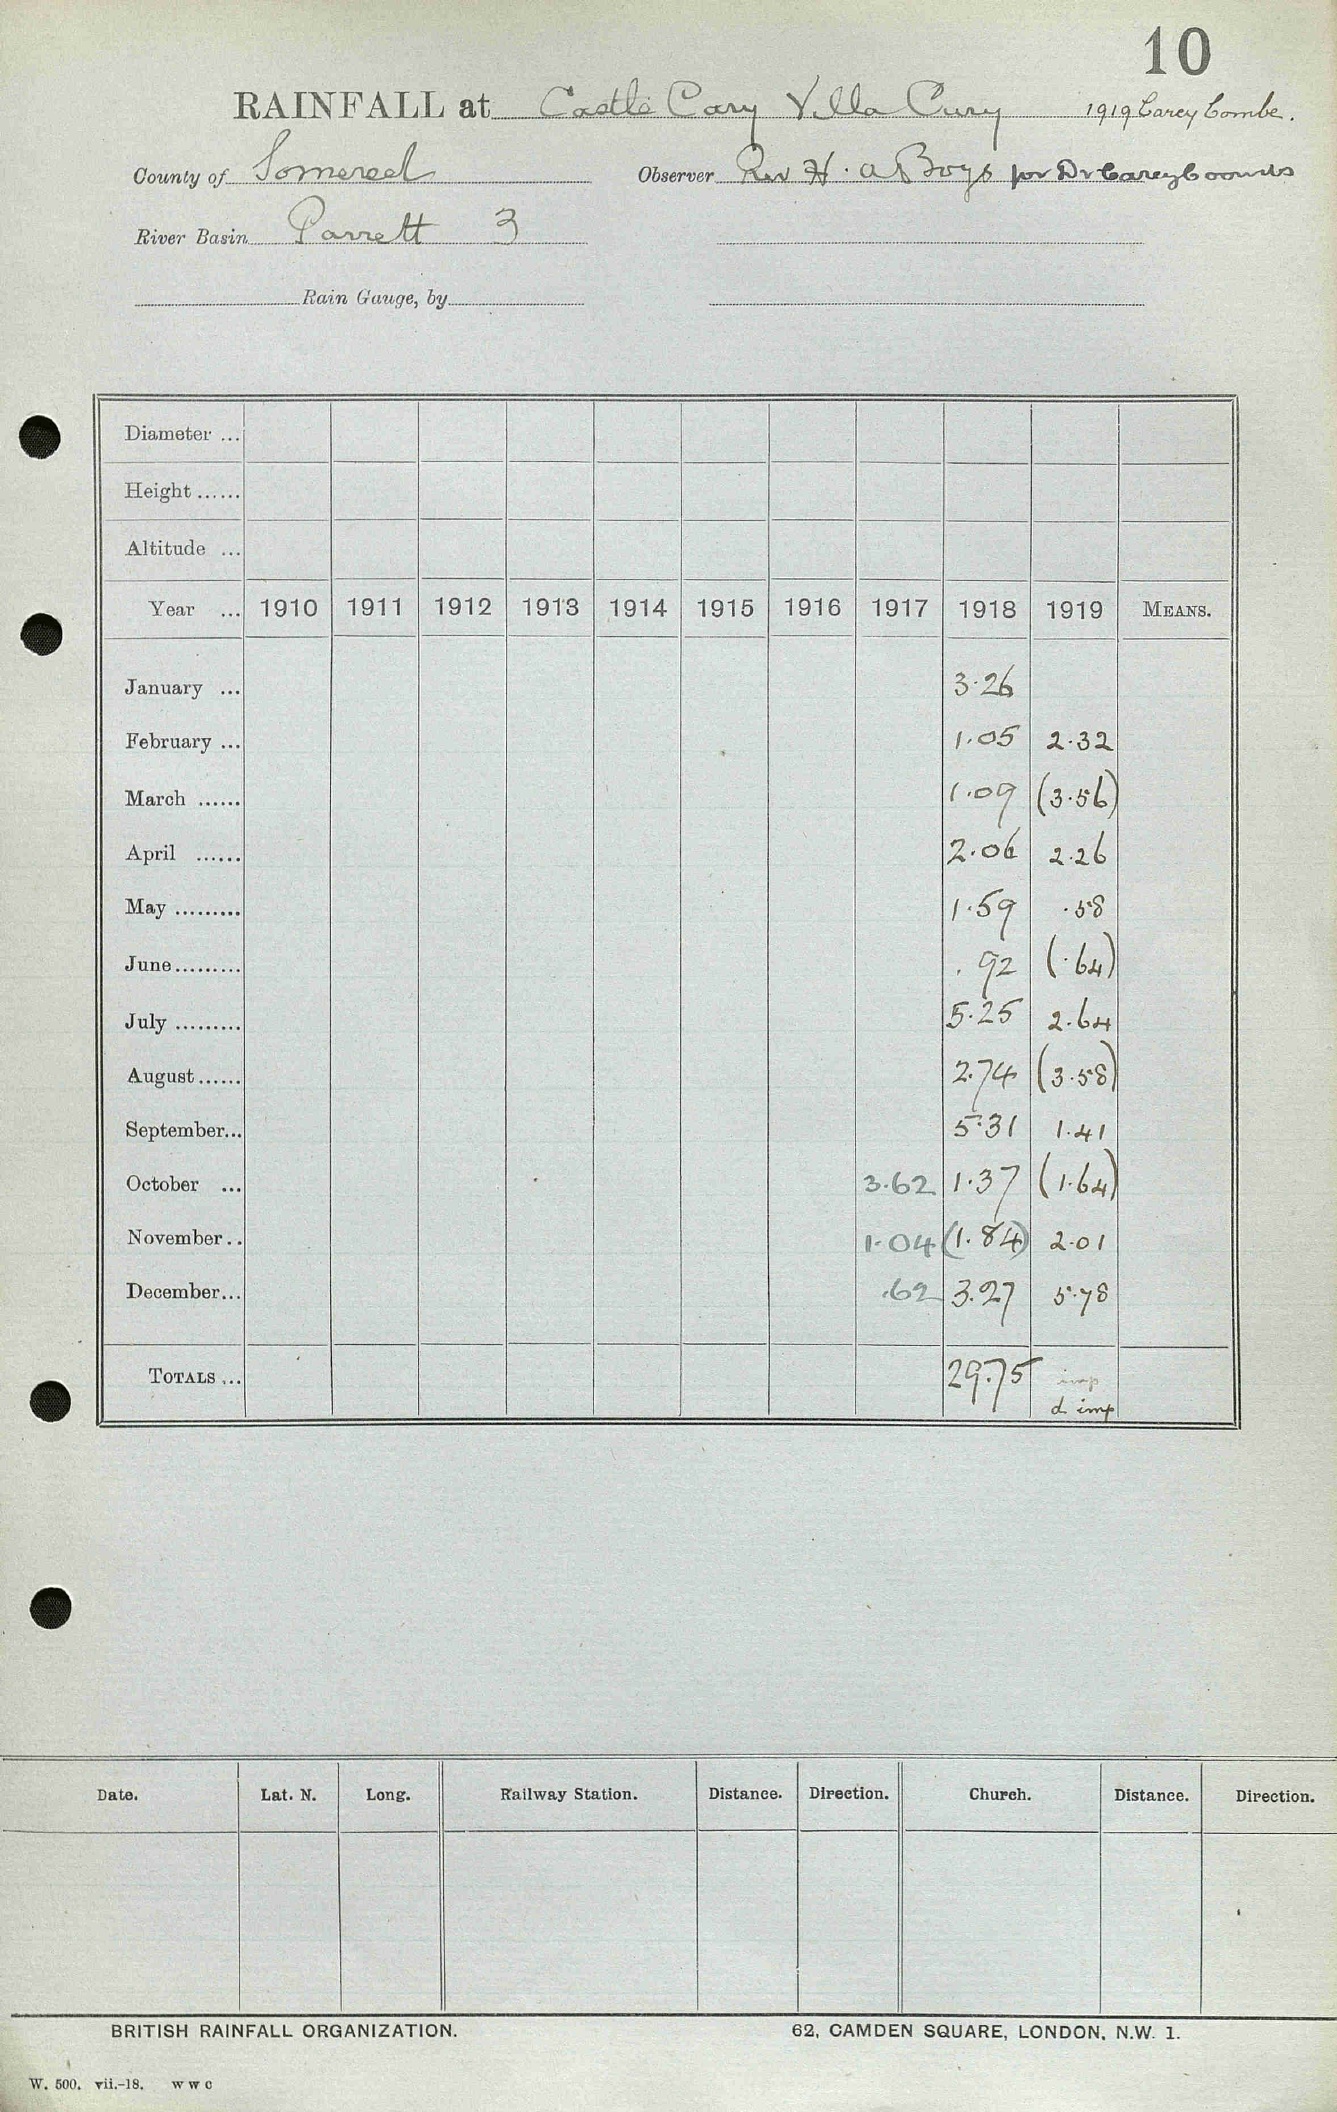 10
RAINFALL at Castle Cary Villa Cury 1919 Carey Combe.
County of Somerset Observer Rev H. A Boys for Dr Carey Coombs
River Basin Parrett 3
Rain Gauge, by
Diameter ...
Height ......
Altitude ...
Year ... 1910 1911 1912 1913 1914 1915 1916 1917 1918 1919 MEANS.
January ... 3.26
February ... 1.05 2.32
March ...... 1.09 (3.56)
April ...... 2.06 2.26
May ......... 1.59 .58
June ......... .92 (.64)
July ......... 5.25 2.64
August ...... 2.74 (3.58)
September... 5.31 1.41
October ... 3.62 1.37 (1.64)
November .. 1.04 (1.84) 2.01
December... .62 3.27 5.78
TOTALS ... 29.75 imp
d imp
Date. Lat. N. Long. Railway Station. Distance. Direction. Church. Distance. Direction.
BRITISH RAINFALL ORGANIZATION. 62, CAMDEN SQUARE, LONDON, N.W. 1.
W. 500. vii.-18. W W C